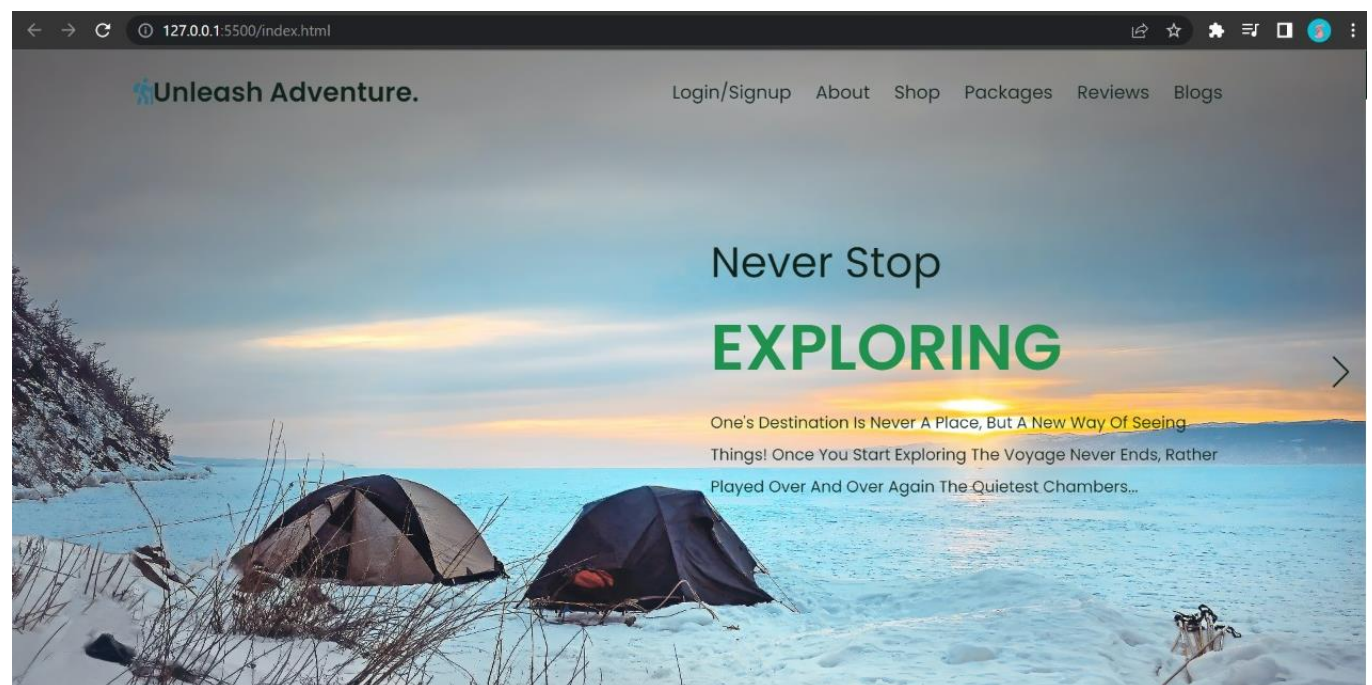 127.0.0.1:5500/index.html
Unleash Adventure.
Login/Signup About Shop Packages Reviews Blogs
Never Stop
EXPLORING
One's Destination Is Never A Place, But A New Way Of Seeing
Things! Once You Start Exploring The Voyage Never Ends, Rather
Played Over And Over Again The Quietest Chambers...